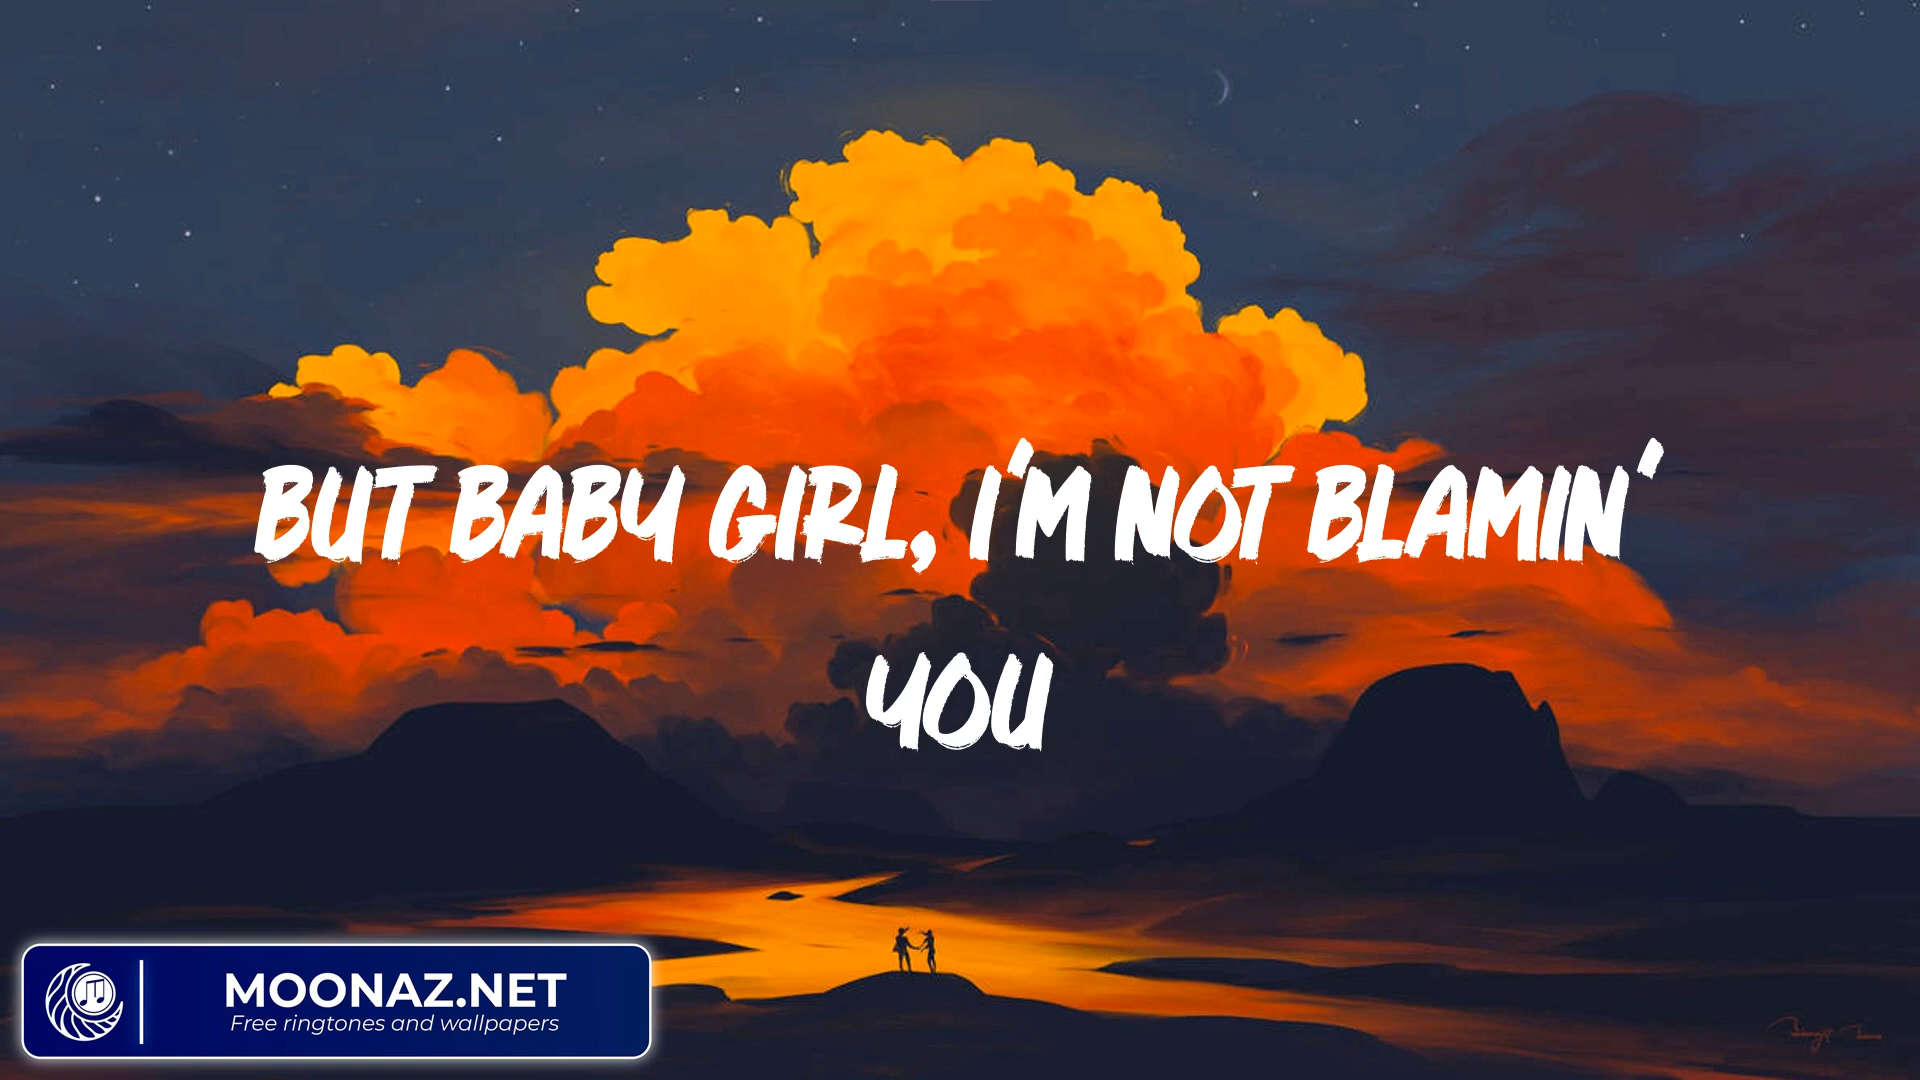 BUT BABY GIRL, I'M NOT BLAMIN'
YOU
MOONAZ.NET
Free ringtones and wallpapers